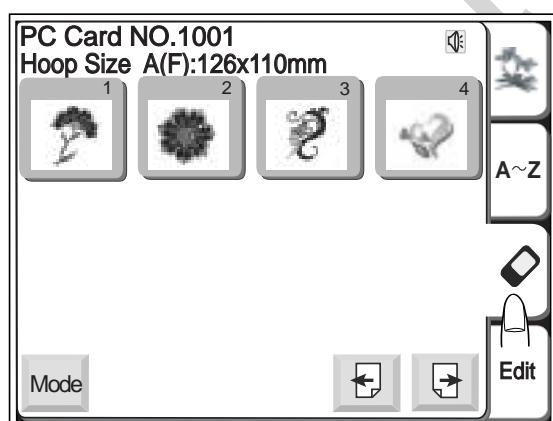 PC Card NO.1001
Hoop Size A(F):126x110mm
1 2 3 4
A~Z
Mode
Edit